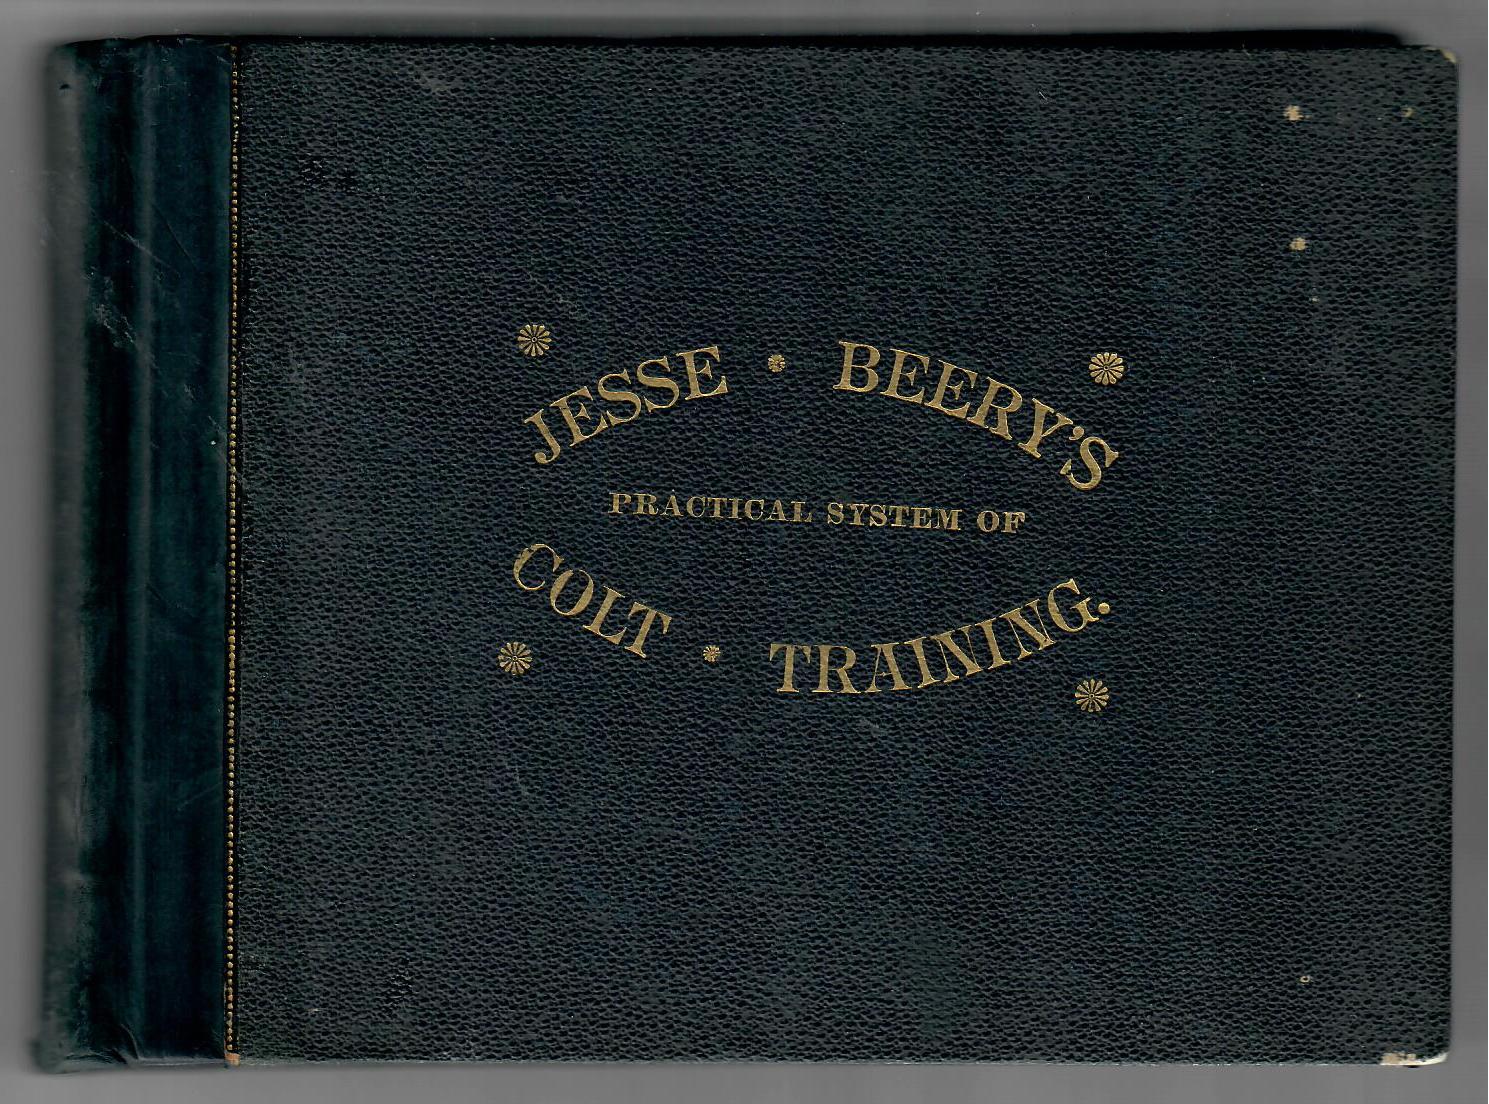 JESSE • BEERY'S
PRACTICAL SYSTEM OF
COLT • TRAINING.